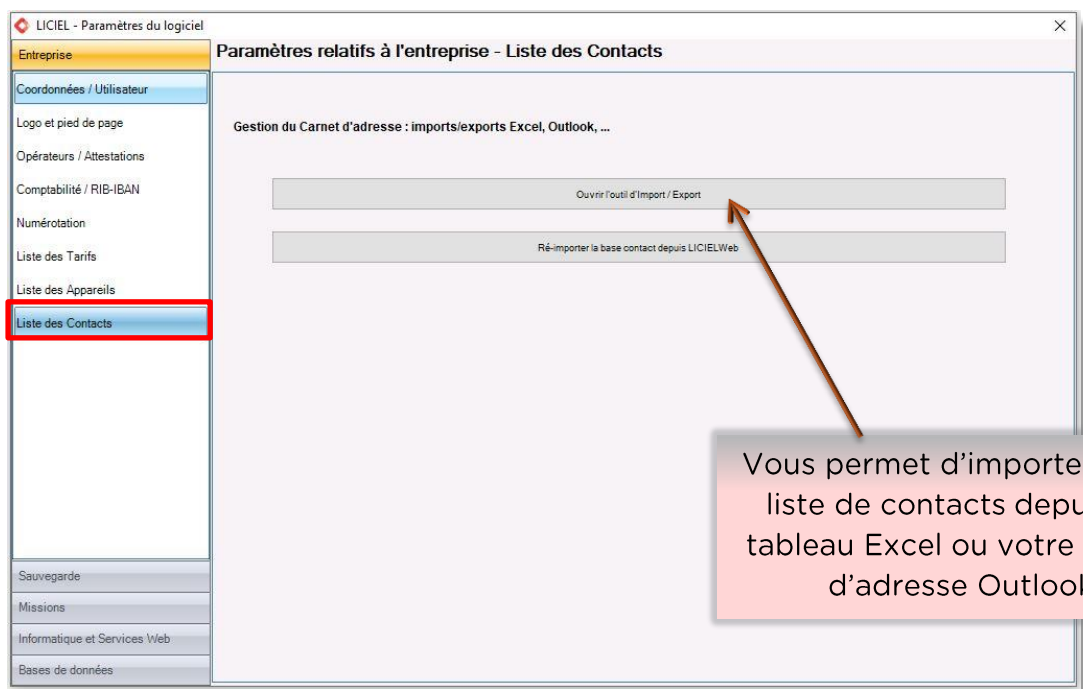 LICIEL - Paramètres du logiciel
Entreprise
Paramètres relatifs à l'entreprise - Liste des Contacts
Coordonnées / Utilisateur
Logo et pied de page
Opérateurs / Attestations
Comptabilité / RIB-IBAN
Numérotation
Liste des Tarifs
Liste des Appareils
Liste des Contacts
Gestion du Carnet d'adresse : imports/exports Excel, Outlook, ...
Ouvrir l'outil d'Import / Export
Ré-importer la base contact depuis LICIELWeb
Vous permet d’importe
liste de contacts depu
tableau Excel ou votre
d’adresse Outloo
Sauvegarde
Missions
Informatique et Services Web
Bases de données